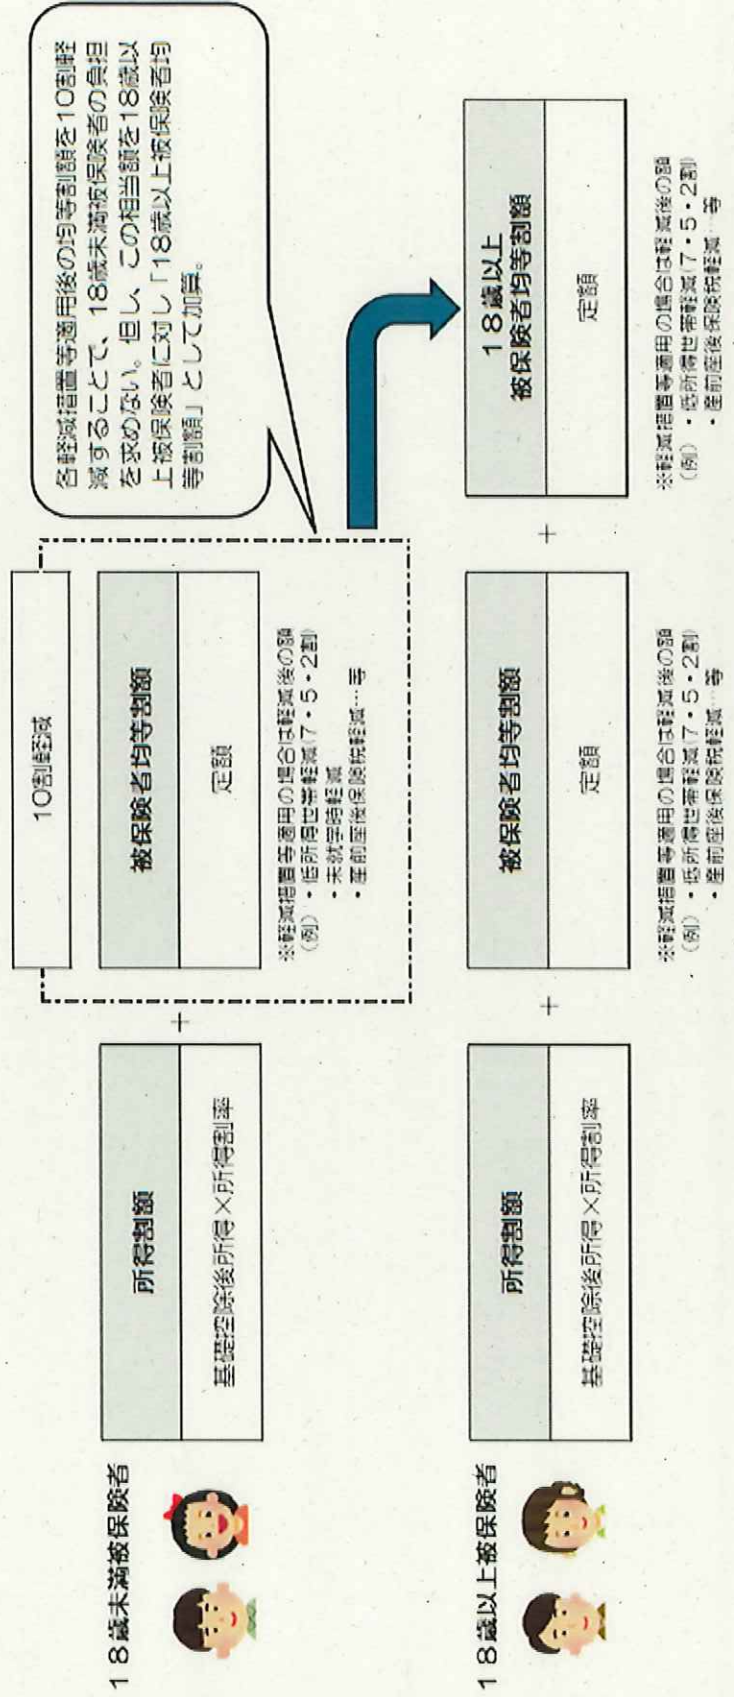 各軽減措置等適用後の均等割額を10割軽
減することで、18歳未満被保険者の負担
を求めない。但し、この相当額を18歳以
上被保険者に対し「18歳以上被保険者均
等割額」として加算。
10割軽減
18歳未満被保険者
所得割額
基礎控除後所得×所得割率
+
被保険者均等割額
定額
※軽減措置等適用の場合は軽減後の額
(例)・低所得世帯軽減(7・5・2割)
・未就学時軽減
・産前産後保険税軽減…等
18歳以上被保険者
所得割額
基礎控除後所得×所得割率
+
被保険者均等割額
定額
※軽減措置等適用の場合は軽減後の額
(例)・低所得世帯軽減(7・5・2割)
・産前産後保険税軽減…等
+
18歳以上
被保険者均等割額
定額
※軽減措置等適用の場合は軽減後の額
(例)・低所得世帯軽減(7・5・2割)
・産前産後保険税軽減…等